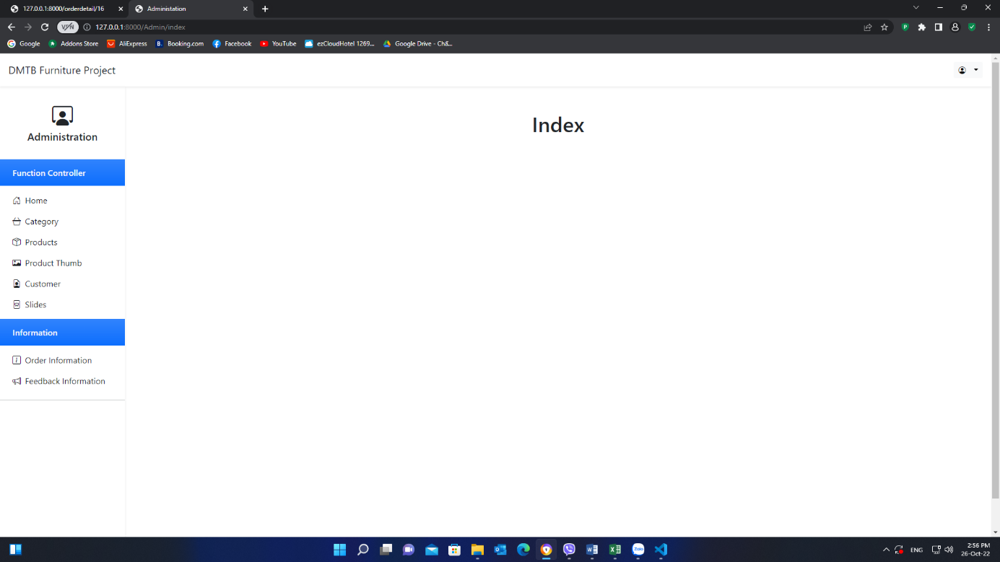 127.0.0.1:8000/orderdetail/16
Administation
VPN
127.0.0.1:8000/Admin/index
Google
Addons Store
AliExpress
B. Booking.com
Facebook
YouTube
ezCloudHotel 1269...
Google Drive - Chấ...
DMTB Furniture Project
Administration
Index
Function Controller
Home
Category
Products
Product Thumb
Customer
Slides
Information
Order Information
Feedback Information
ENG
2:56 PM
26-Oct-22